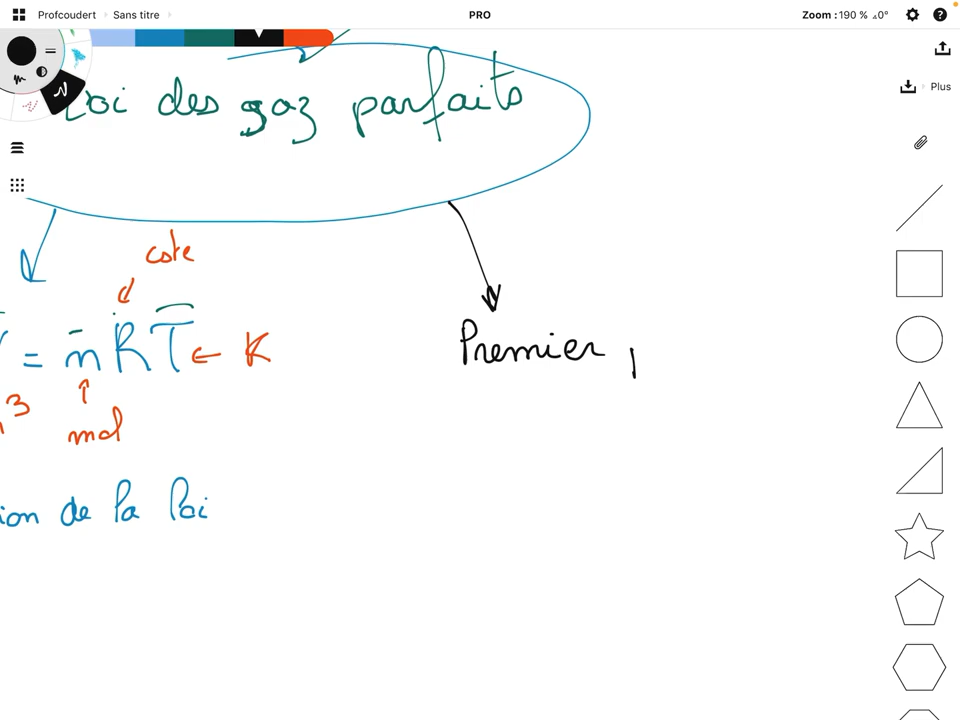 Profcoudert Sans titre PRO Zoom : 190 % ⊿0°
Plus
Loi des gaz parfaits
cste
= n R T ← K
Premier
3
mol
ion de la loi